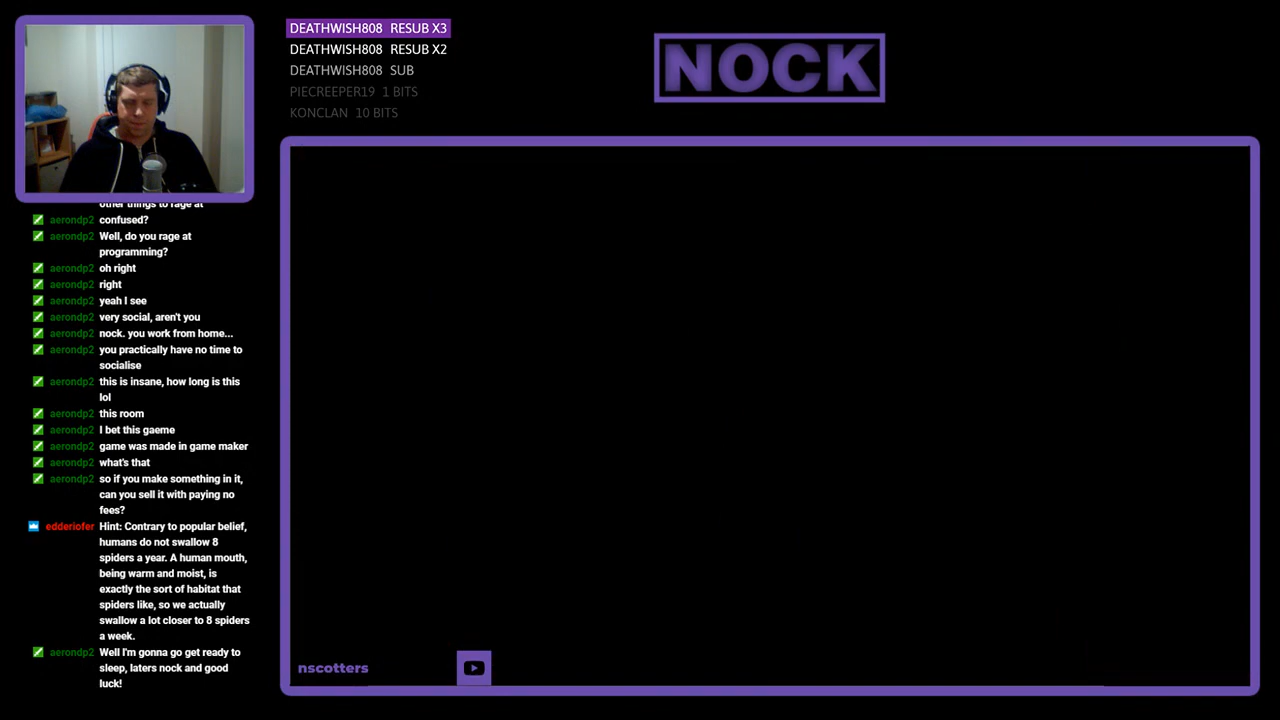 DEATHWISH808 RESUB X3
DEATHWISH808 RESUB X2
DEATHWISH808 SUB
PIECREEPER19 1 BITS
KONCLAN 10 BITS
NOCK
other things to rage at
aerondp2 confused?
aerondp2 Well, do you rage at
programming?
aerondp2 oh right
aerondp2 right
aerondp2 yeah I see
aerondp2 very social, aren't you
aerondp2 nock. you work from home...
aerondp2 you practically have no time to
socialise
aerondp2 this is insane, how long is this
lol
aerondp2 this room
aerondp2 I bet this gaeme
aerondp2 game was made in game maker
aerondp2 what's that
aerondp2 so if you make something in it,
can you sell it with paying no
fees?
edderiofer Hint: Contrary to popular belief,
humans do not swallow 8
spiders a year. A human mouth,
being warm and moist, is
exactly the sort of habitat that
spiders like, so we actually
swallow a lot closer to 8 spiders
a week.
aerondp2 Well I'm gonna go get ready to
sleep, laters nock and good
luck!
nscotters